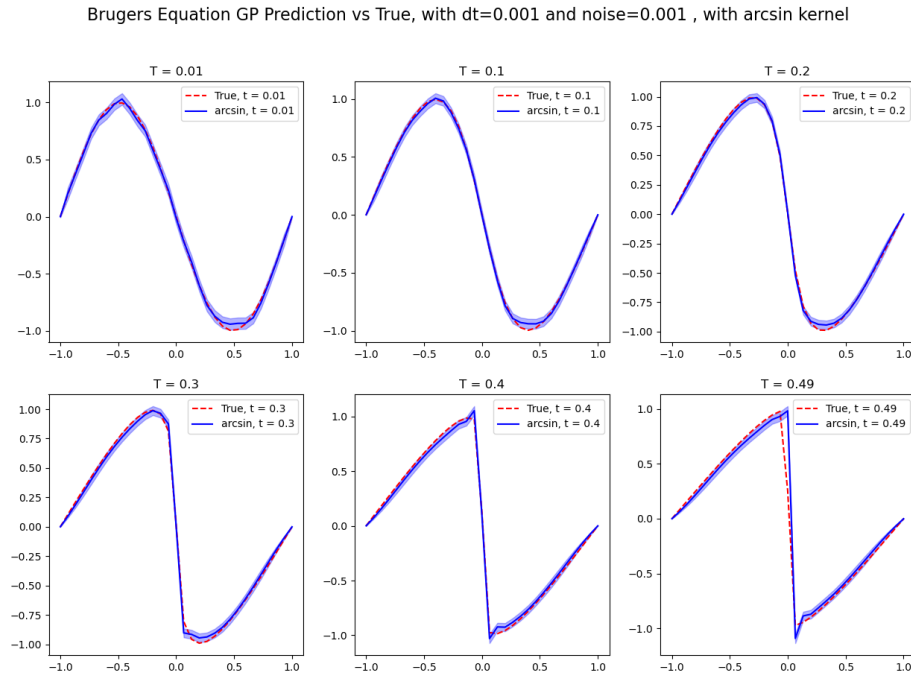 Brugers Equation GP Prediction vs True, with dt=0.001 and noise=0.001 , with arcsin kernel
T = 0.01
True, t = 0.01
arcsin, t = 0.01
1.0
0.5
0.0
−0.5
−1.0
−1.0 −0.5 0.0 0.5 1.0
T = 0.1
True, t = 0.1
arcsin, t = 0.1
1.0
0.5
0.0
−0.5
−1.0
−1.0 −0.5 0.0 0.5 1.0
T = 0.2
True, t = 0.2
arcsin, t = 0.2
1.00
0.75
0.50
0.25
0.00
−0.25
−0.50
−0.75
−1.00
−1.0 −0.5 0.0 0.5 1.0
T = 0.3
True, t = 0.3
arcsin, t = 0.3
1.00
0.75
0.50
0.25
0.00
−0.25
−0.50
−0.75
−1.00
−1.0 −0.5 0.0 0.5 1.0
T = 0.4
True, t = 0.4
arcsin, t = 0.4
1.0
0.5
0.0
−0.5
−1.0
−1.0 −0.5 0.0 0.5 1.0
T = 0.49
True, t = 0.49
arcsin, t = 0.49
1.0
0.5
0.0
−0.5
−1.0
−1.0 −0.5 0.0 0.5 1.0